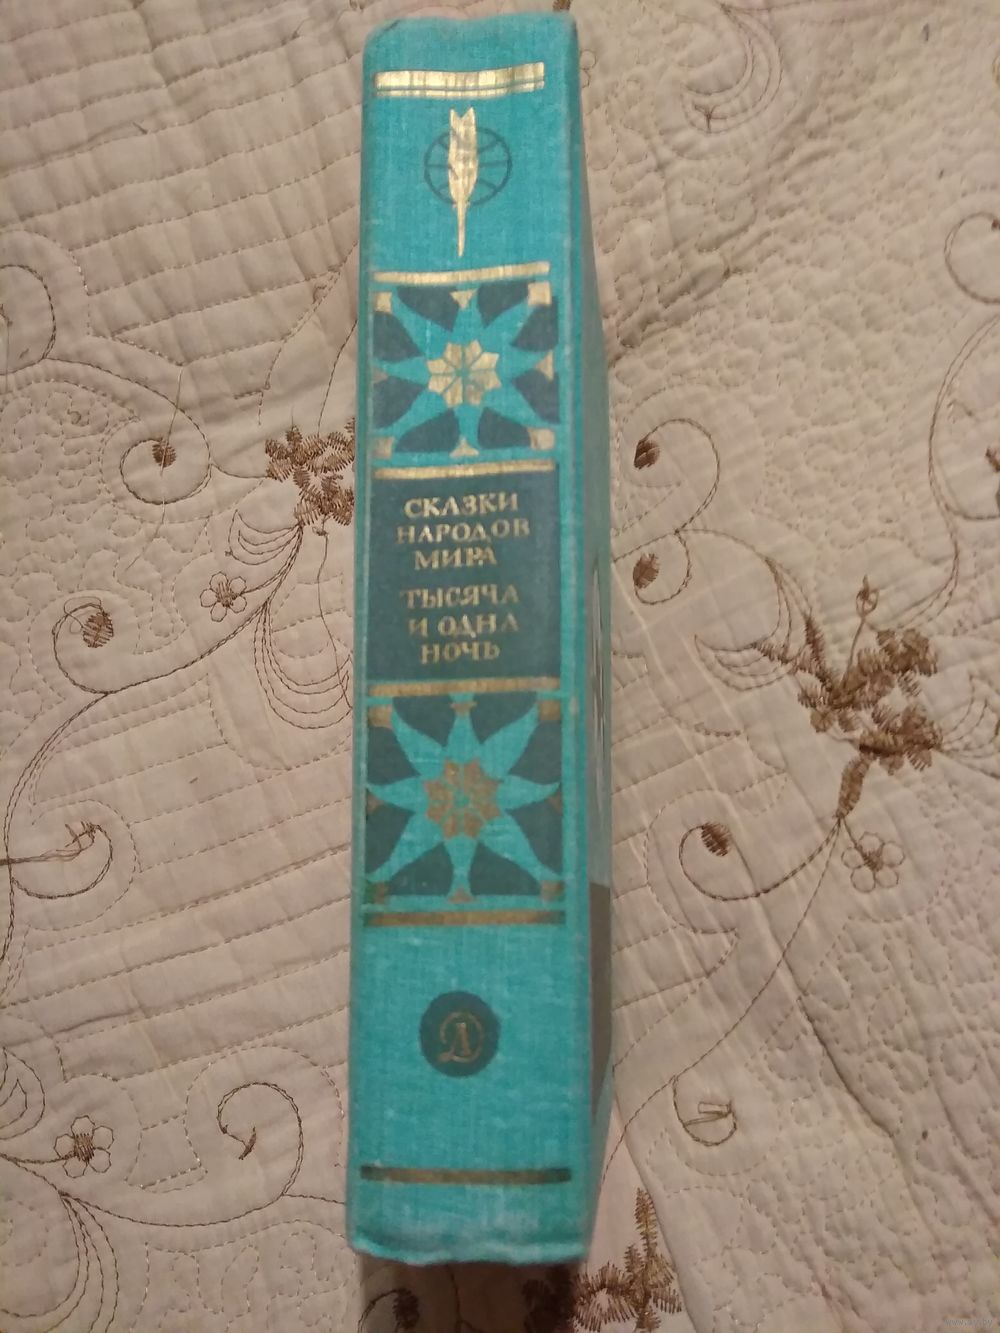 СКАЗКИ
НАРОДОВ
МИРА
ТЫСЯЧА
И ОДНА
НОЧЬ